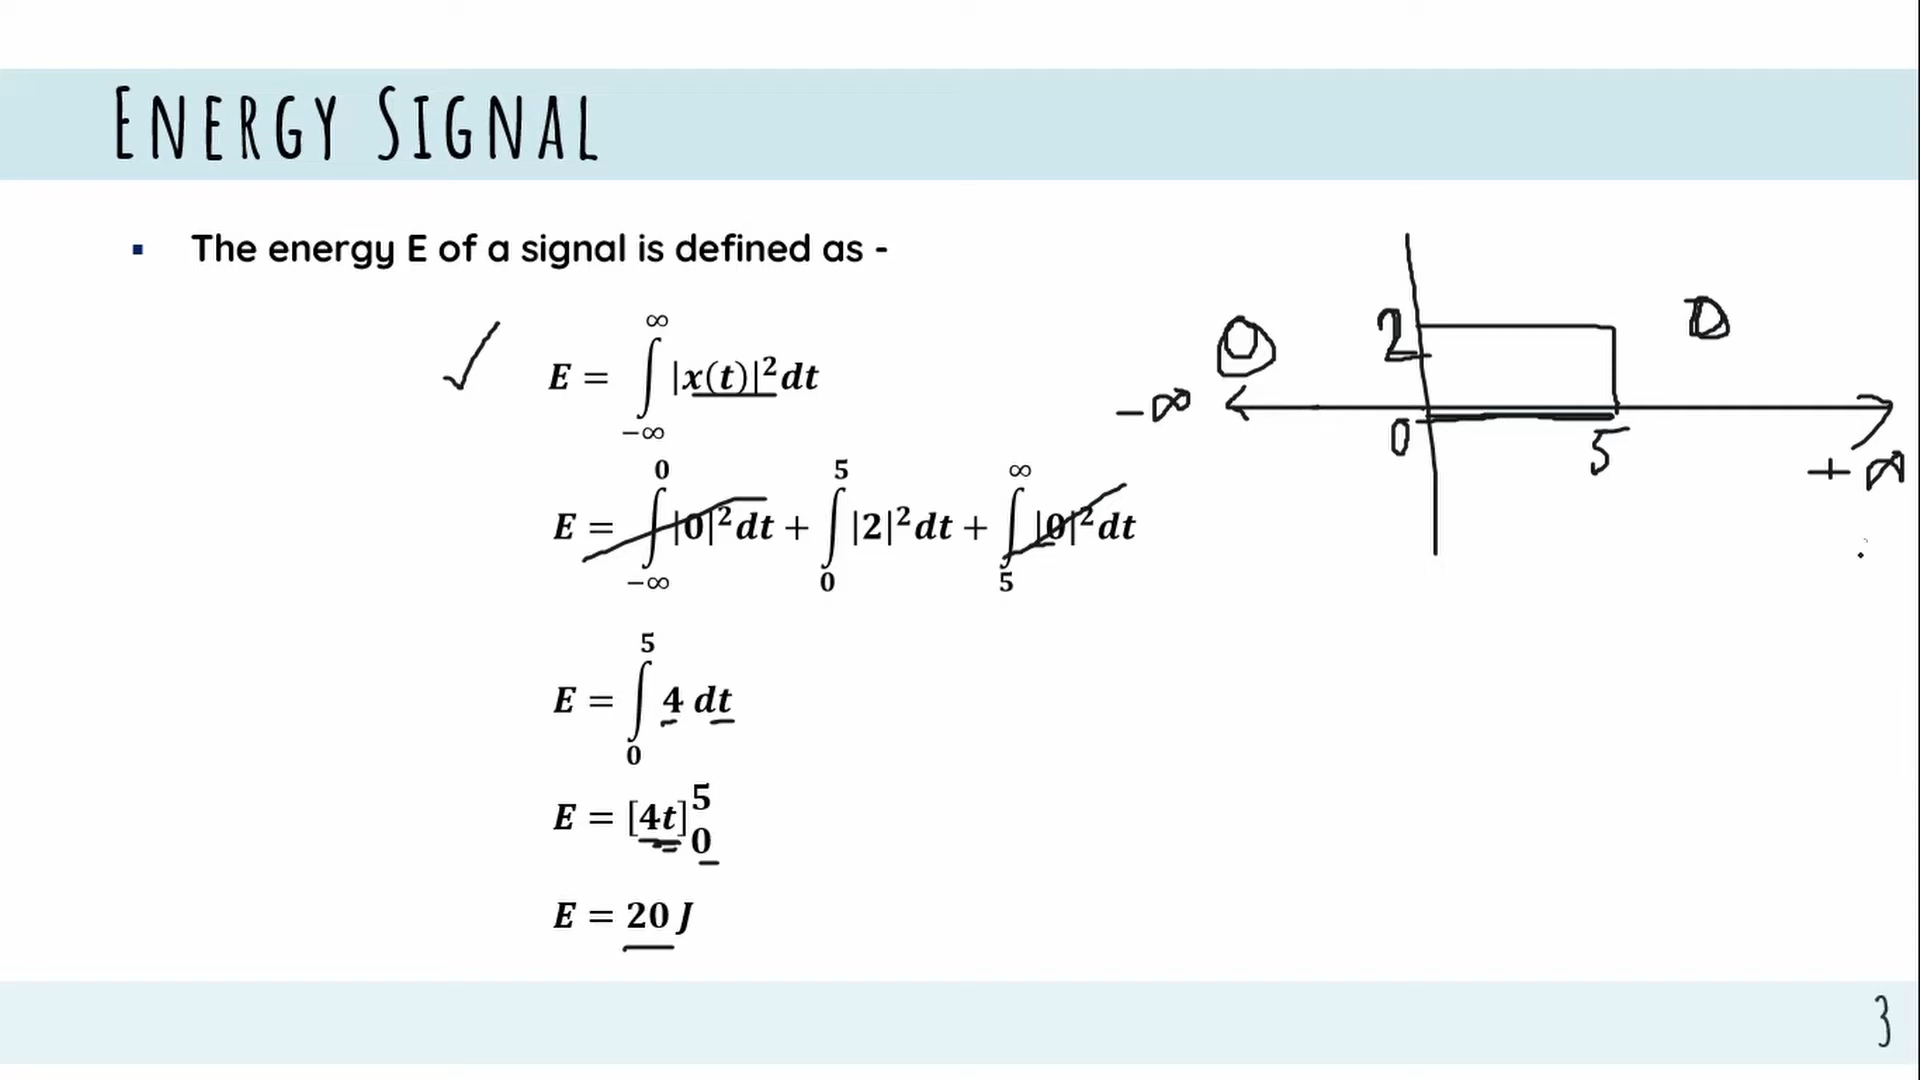 ENERGY SIGNAL
▪ The energy E of a signal is defined as -
E = ∫_{-∞}^{∞} |x(t)|² dt
E = ∫_{-∞}^{0} |0|² dt + ∫_{0}^{5} |2|² dt + ∫_{5}^{∞} |0|² dt
E = ∫_{0}^{5} 4 dt
E = [4t]_{0}^{5}
E = 20 J
0 2 0
-∞ 0 5 +∞
3